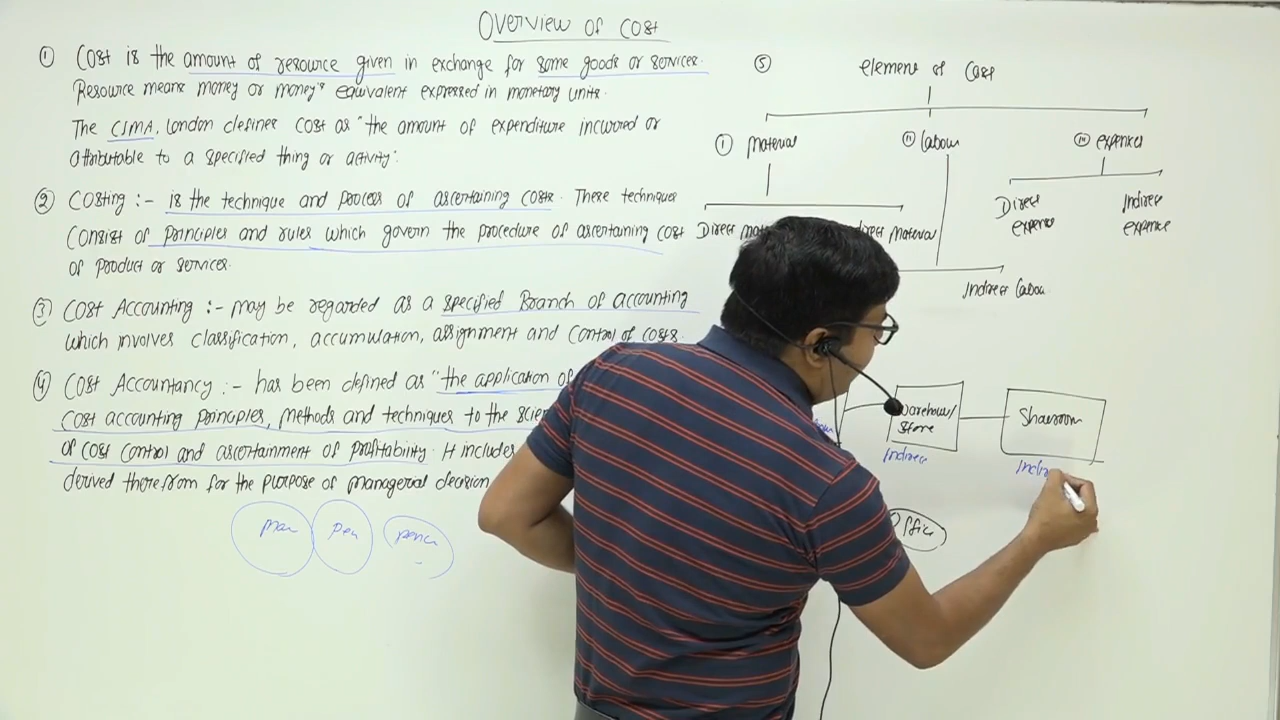 Overview of Cost
① Cost is the amount of resource given in exchange for some goods or services.
Resource means money or money's equivalent expressed in monetary units.
The CIMA, London defines cost as "the amount of expenditure incurred or
attributable to a specified thing or activity".
② Costing :- is the technique and process of ascertaining costs. These techniques
consist of principles and rules which govern the procedure of ascertaining cost
of product or services.
③ Cost Accounting :- may be regarded as a specified Branch of accounting
which involves classification, accumulation, assignment and control of costs.
④ Cost Accountancy :- has been defined as "the application of
cost accounting principles, methods and techniques to the
of cost control and ascertainment of profitability. It includes
derived therefrom for the purpose of managerial decision
pen
⑤ element of Cost
① Material
⑪ labour
⑩ expenses
Direct
Indirect material
Direct expense
Indirect expense
Indirect labour
Warehouse/
Store
Showroom
Indirect
Office